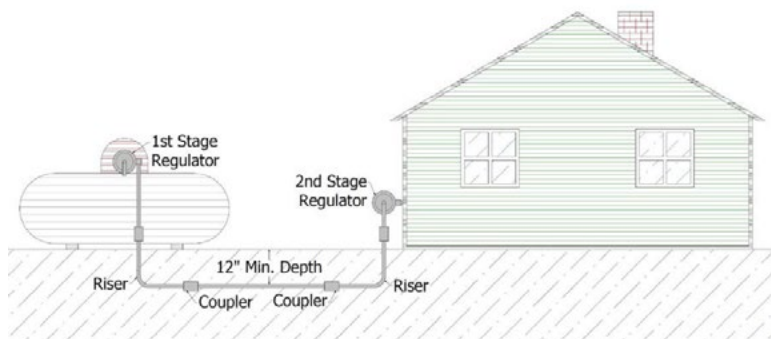 1st Stage
Regulator
2nd Stage
Regulator
12" Min. Depth
Riser
Coupler
Coupler
Riser